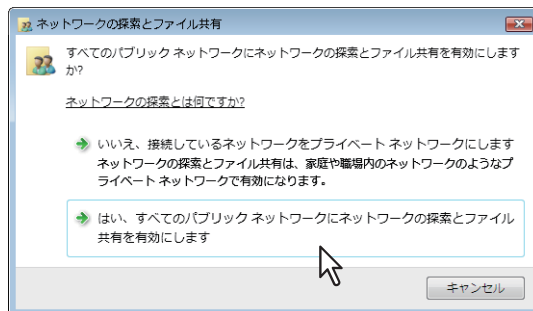 ネットワークの探索とファイル共有
すべてのパブリック ネットワークにネットワークの探索とファイル共有を有効にします
か?
ネットワークの探索とは何ですか?
いいえ、接続しているネットワークをプライベート ネットワークにします
ネットワークの探索とファイル共有は、家庭や職場内のネットワークのようなプ
ライベート ネットワークで有効になります。
はい、すべてのパブリック ネットワークにネットワークの探索とファイル
共有を有効にします
キャンセル